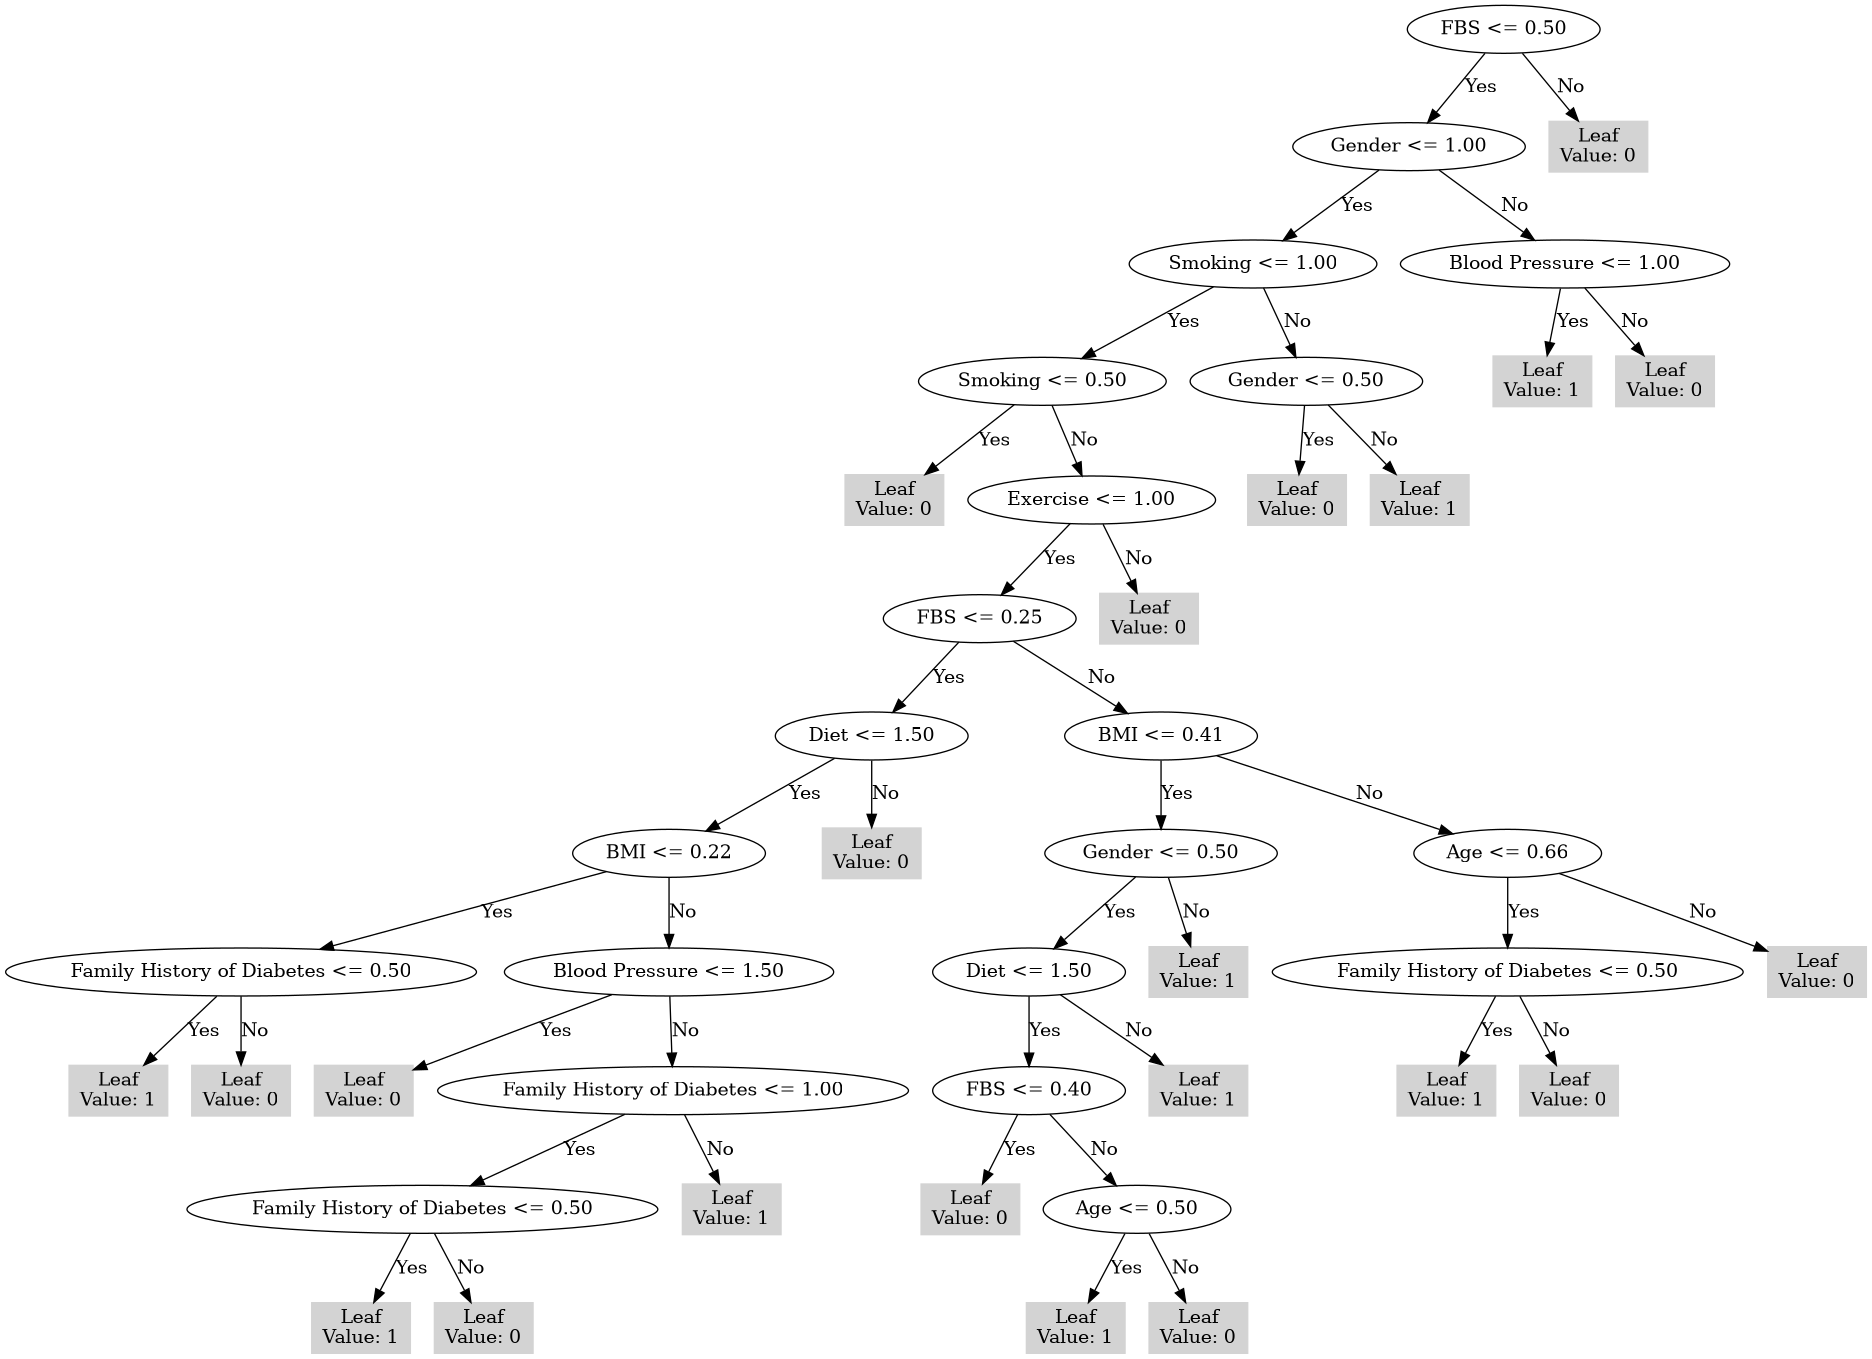 FBS <= 0.50
Yes
No
Gender <= 1.00
Leaf
Value: 0
Yes
No
Smoking <= 1.00
Blood Pressure <= 1.00
Yes
No
Yes
No
Smoking <= 0.50
Gender <= 0.50
Leaf
Value: 1
Leaf
Value: 0
Yes
No
Yes
No
Leaf
Value: 0
Exercise <= 1.00
Leaf
Value: 0
Leaf
Value: 1
Yes
No
FBS <= 0.25
Leaf
Value: 0
Yes
No
Diet <= 1.50
BMI <= 0.41
Yes
No
Yes
No
BMI <= 0.22
Leaf
Value: 0
Gender <= 0.50
Age <= 0.66
Yes
No
Yes
No
Yes
No
Family History of Diabetes <= 0.50
Blood Pressure <= 1.50
Diet <= 1.50
Leaf
Value: 1
Family History of Diabetes <= 0.50
Leaf
Value: 0
Yes
No
Yes
No
Yes
No
Yes
No
Leaf
Value: 1
Leaf
Value: 0
Leaf
Value: 0
Family History of Diabetes <= 1.00
FBS <= 0.40
Leaf
Value: 1
Leaf
Value: 1
Leaf
Value: 0
Yes
No
Yes
No
Family History of Diabetes <= 0.50
Leaf
Value: 1
Leaf
Value: 0
Age <= 0.50
Yes
No
Yes
No
Leaf
Value: 1
Leaf
Value: 0
Leaf
Value: 1
Leaf
Value: 0